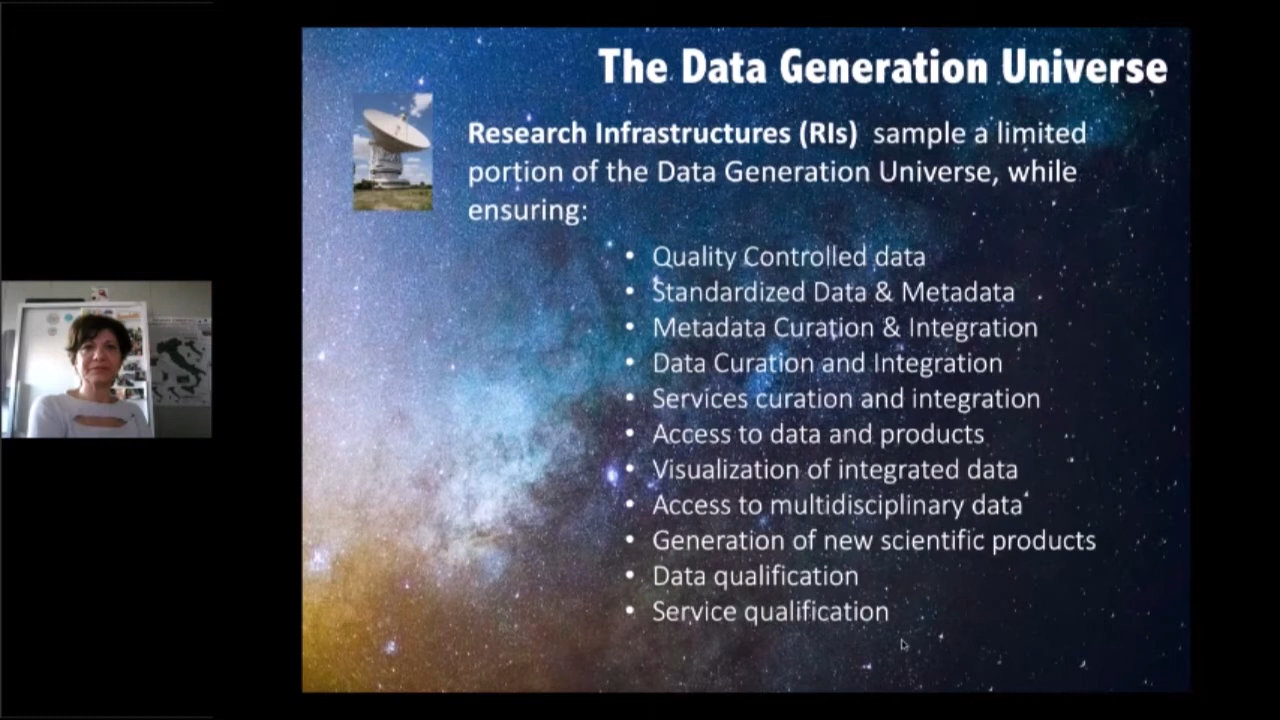 The Data Generation Universe
Research Infrastructures (RIs) sample a limited
portion of the Data Generation Universe, while
ensuring:
• Quality Controlled data
• Standardized Data & Metadata
• Metadata Curation & Integration
• Data Curation and Integration
• Services curation and integration
• Access to data and products
• Visualization of integrated data
• Access to multidisciplinary data
• Generation of new scientific products
• Data qualification
• Service qualification